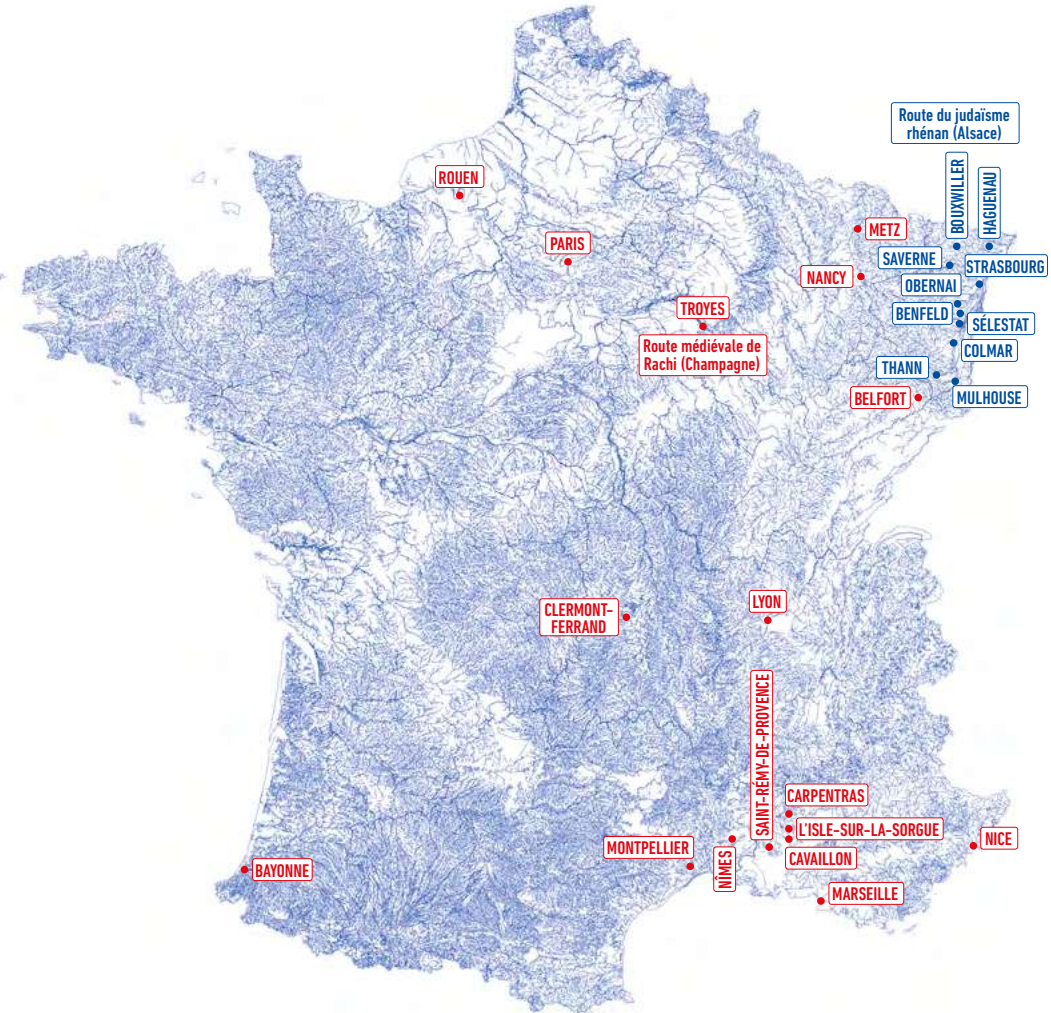 Route du judaïsme
rhénan (Alsace)
BOUXWILLER
HAGUENAU
ROUEN
METZ
PARIS
SAVERNE
STRASBOURG
NANCY
OBERNAI
TROYES
BENFELD
SÉLESTAT
Route médiévale de
Rachi (Champagne)
COLMAR
THANN
BELFORT
MULHOUSE
CLERMONT-
FERRAND
LYON
SAINT-RÉMY-DE-PROVENCE
CARPENTRAS
L'ISLE-SUR-LA-SORGUE
MONTPELLIER
NÎMES
CAVAILLON
NICE
BAYONNE
MARSEILLE